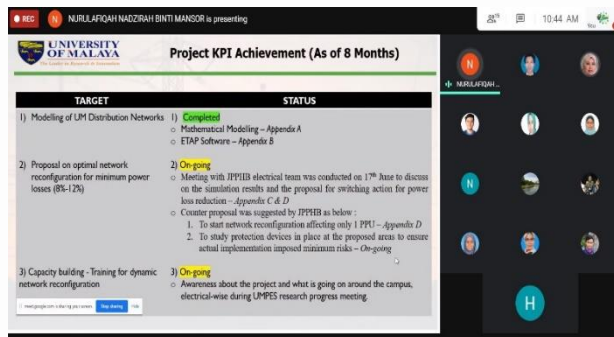 REC
N
NURULAFIQAH NADZIRAH BINTI MANSOR is presenting
10:44 AM
You
UNIVERSITY
OF MALAYA
Project KPI Achievement (As of 8 Months)
TARGET
STATUS
1) Modelling of UM Distribution Networks
1) Completed
o Mathematical Modelling – Appendix A
o ETAP Software – Appendix B
2) Proposal on optimal network
reconfiguration for minimum power
losses (8%-12%)
2) On-going
o Meeting with JPPHB electrical team was conducted on 17th June to discuss
on the simulation results and the proposal for switching action for power
loss reduction – Appendix C & D
o Counter proposal was suggested by JPPHB as below :
1. To start network reconfiguration affecting only 1 PPU – Appendix D
2. To study protection devices in place at the proposed areas to ensure
actual implementation imposed minimum risks – On-going
3) Capacity building - Training for dynamic
network reconfiguration
3) On-going
o Awareness about the project and what is going on around the campus,
electrical-wise during UMPES research progress meeting.
meet.google.com is sharing your screen.
Stop sharing
Hide
N
NURULAFIQAH ...
N
H